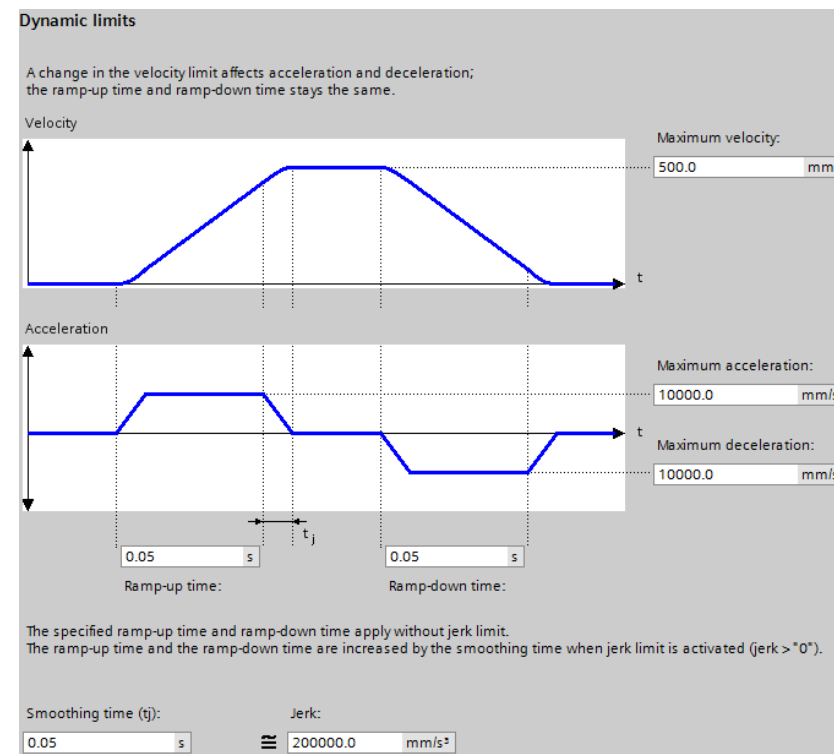 Dynamic limits
A change in the velocity limit affects acceleration and deceleration;
the ramp-up time and ramp-down time stays the same.
Velocity
Maximum velocity:
500.0 mm
t
Acceleration
Maximum acceleration:
10000.0 mm/s
t
Maximum deceleration:
10000.0 mm/s
tj
0.05 s 0.05 s
Ramp-up time: Ramp-down time:
The specified ramp-up time and ramp-down time apply without jerk limit.
The ramp-up time and the ramp-down time are increased by the smoothing time when jerk limit is activated (jerk > "0").
Smoothing time (tj): Jerk:
0.05 s ≅ 200000.0 mm/s³